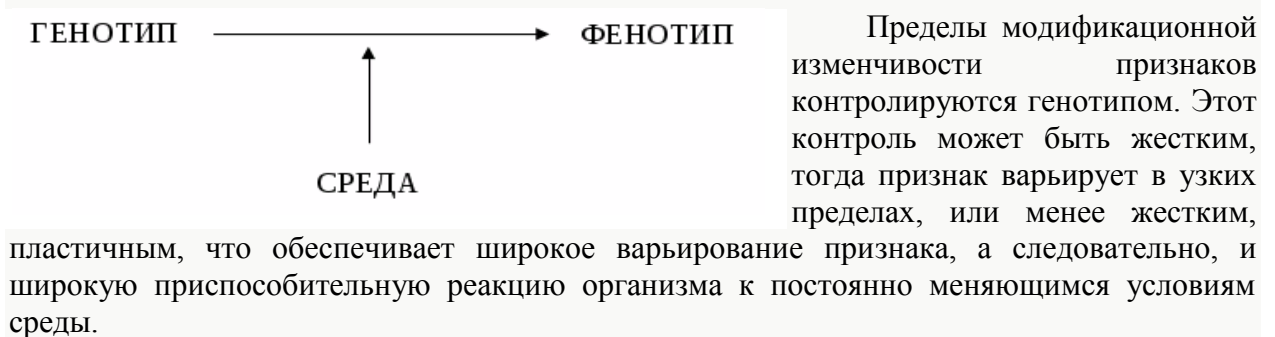 ГЕНОТИП ФЕНОТИП
СРЕДА
Пределы модификационной
изменчивости признаков
контролируются генотипом. Этот
контроль может быть жестким,
тогда признак варьирует в узких
пределах, или менее жестким,
пластичным, что обеспечивает широкое варьирование признака, а следовательно, и
широкую приспособительную реакцию организма к постоянно меняющимся условиям
среды.